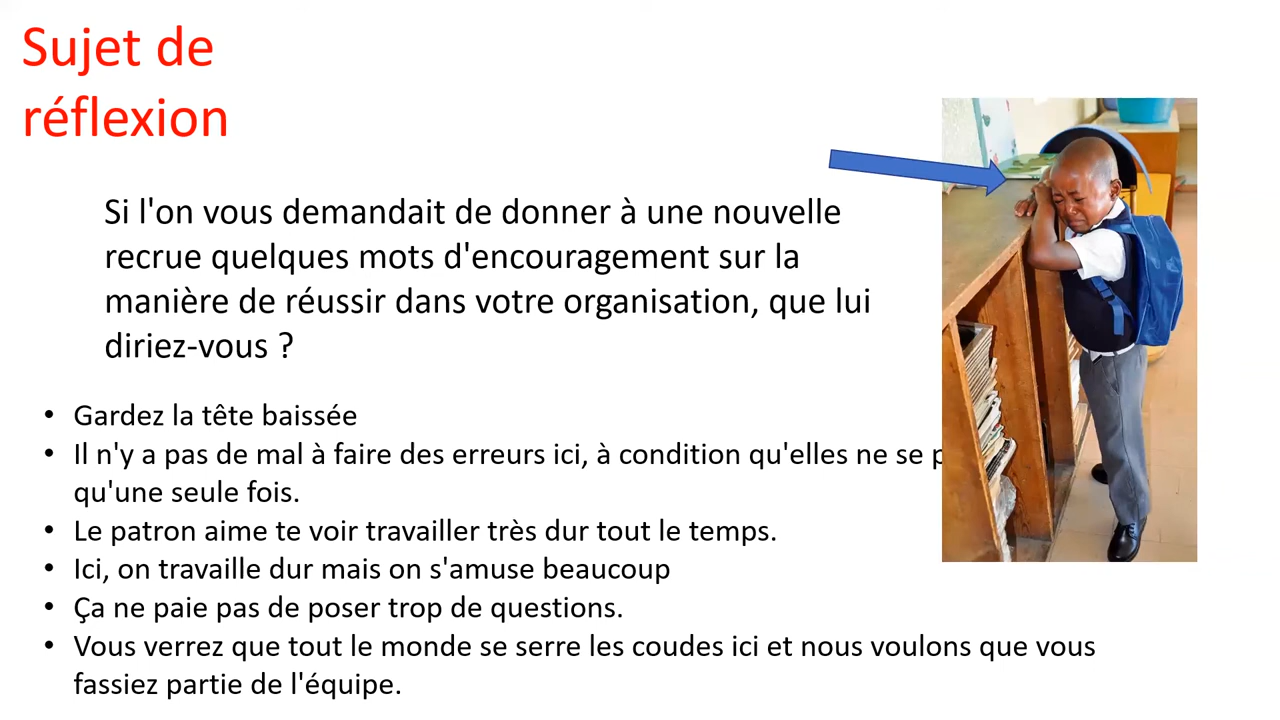 Sujet de
réflexion
Si l'on vous demandait de donner à une nouvelle
recrue quelques mots d'encouragement sur la
manière de réussir dans votre organisation, que lui
diriez-vous ?
• Gardez la tête baissée
• Il n'y a pas de mal à faire des erreurs ici, à condition qu'elles ne se
qu'une seule fois.
• Le patron aime te voir travailler très dur tout le temps.
• Ici, on travaille dur mais on s'amuse beaucoup
• Ça ne paie pas de poser trop de questions.
• Vous verrez que tout le monde se serre les coudes ici et nous voulons que vous
fassiez partie de l'équipe.